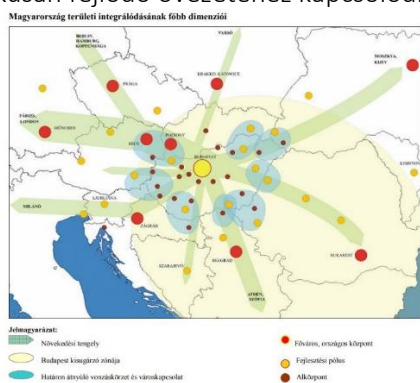 Magyarország területi integrálódásának főbb dimenziói
BERLIN,
HAMBURG,
KOPPENHÁGA
VARSÓ
MOSZKVA,
KIJEV
PRÁGA
KRAKKÓ-KATOWICE
PÁRIZS,
LONDON
MÜNCHEN
BÉCS
POZSONY
BUDAPEST
MILÁNÓ
LJUBLJANA
ZÁGRÁB
SZARAJEVÓ
BELGRÁD
BUKAREST
ATHÉN,
SZÓFIA
Jelmagyarázat:
Növekedési tengely
Budapest kisugárzó zónája
Határon átnyúló vonzáskörzet és városkapcsolat
Főváros, országos központ
Fejlesztési pólus
Alközpont